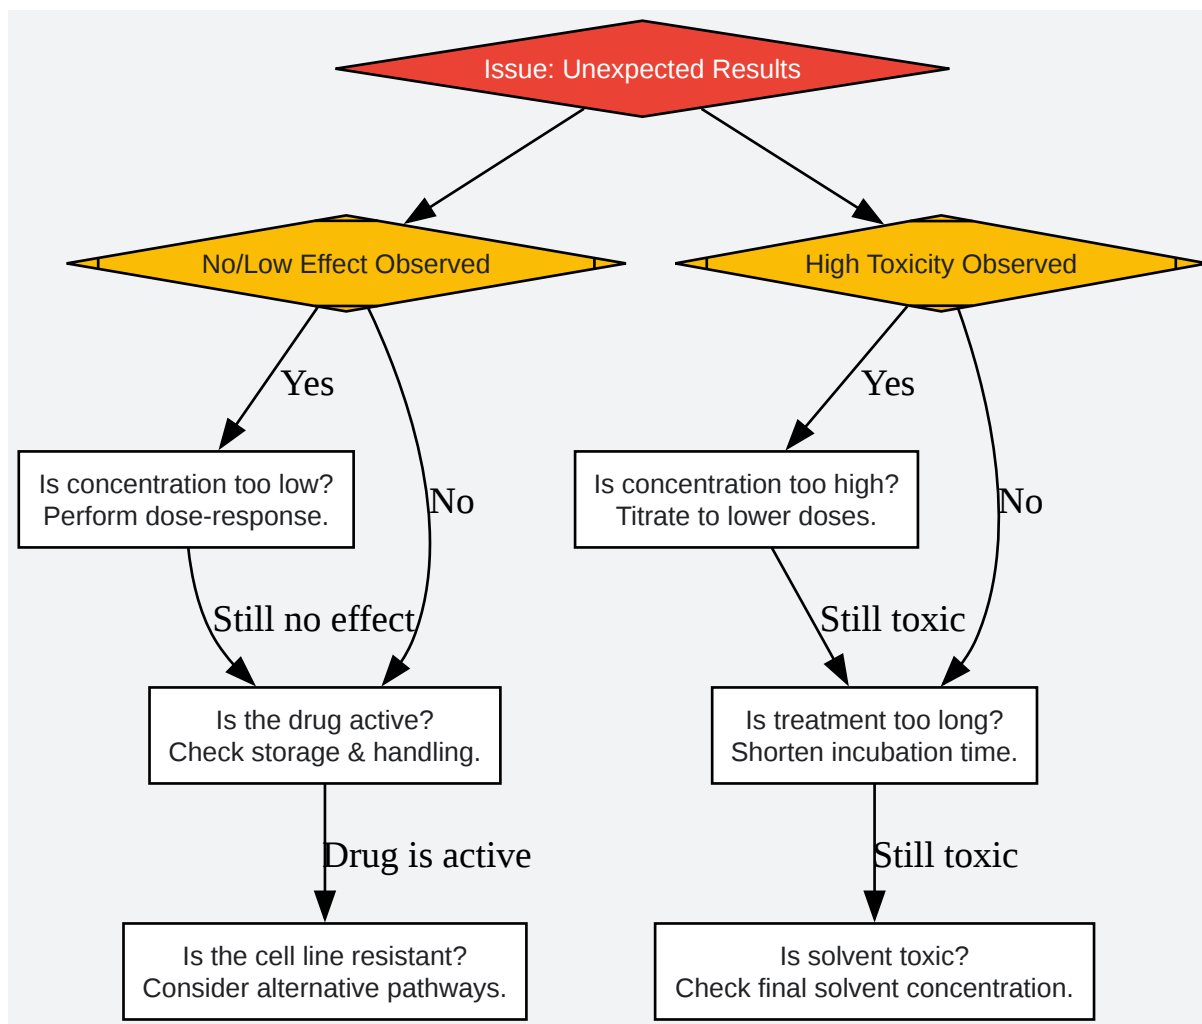 Issue: Unexpected Results
No/Low Effect Observed
High Toxicity Observed
Yes
Yes
Is concentration too low?
Perform dose-response.
No
Is concentration too high?
Titrate to lower doses.
No
Still no effect
Still toxic
Is the drug active?
Check storage & handling.
Is treatment too long?
Shorten incubation time.
Drug is active
Still toxic
Is the cell line resistant?
Consider alternative pathways.
Is solvent toxic?
Check final solvent concentration.